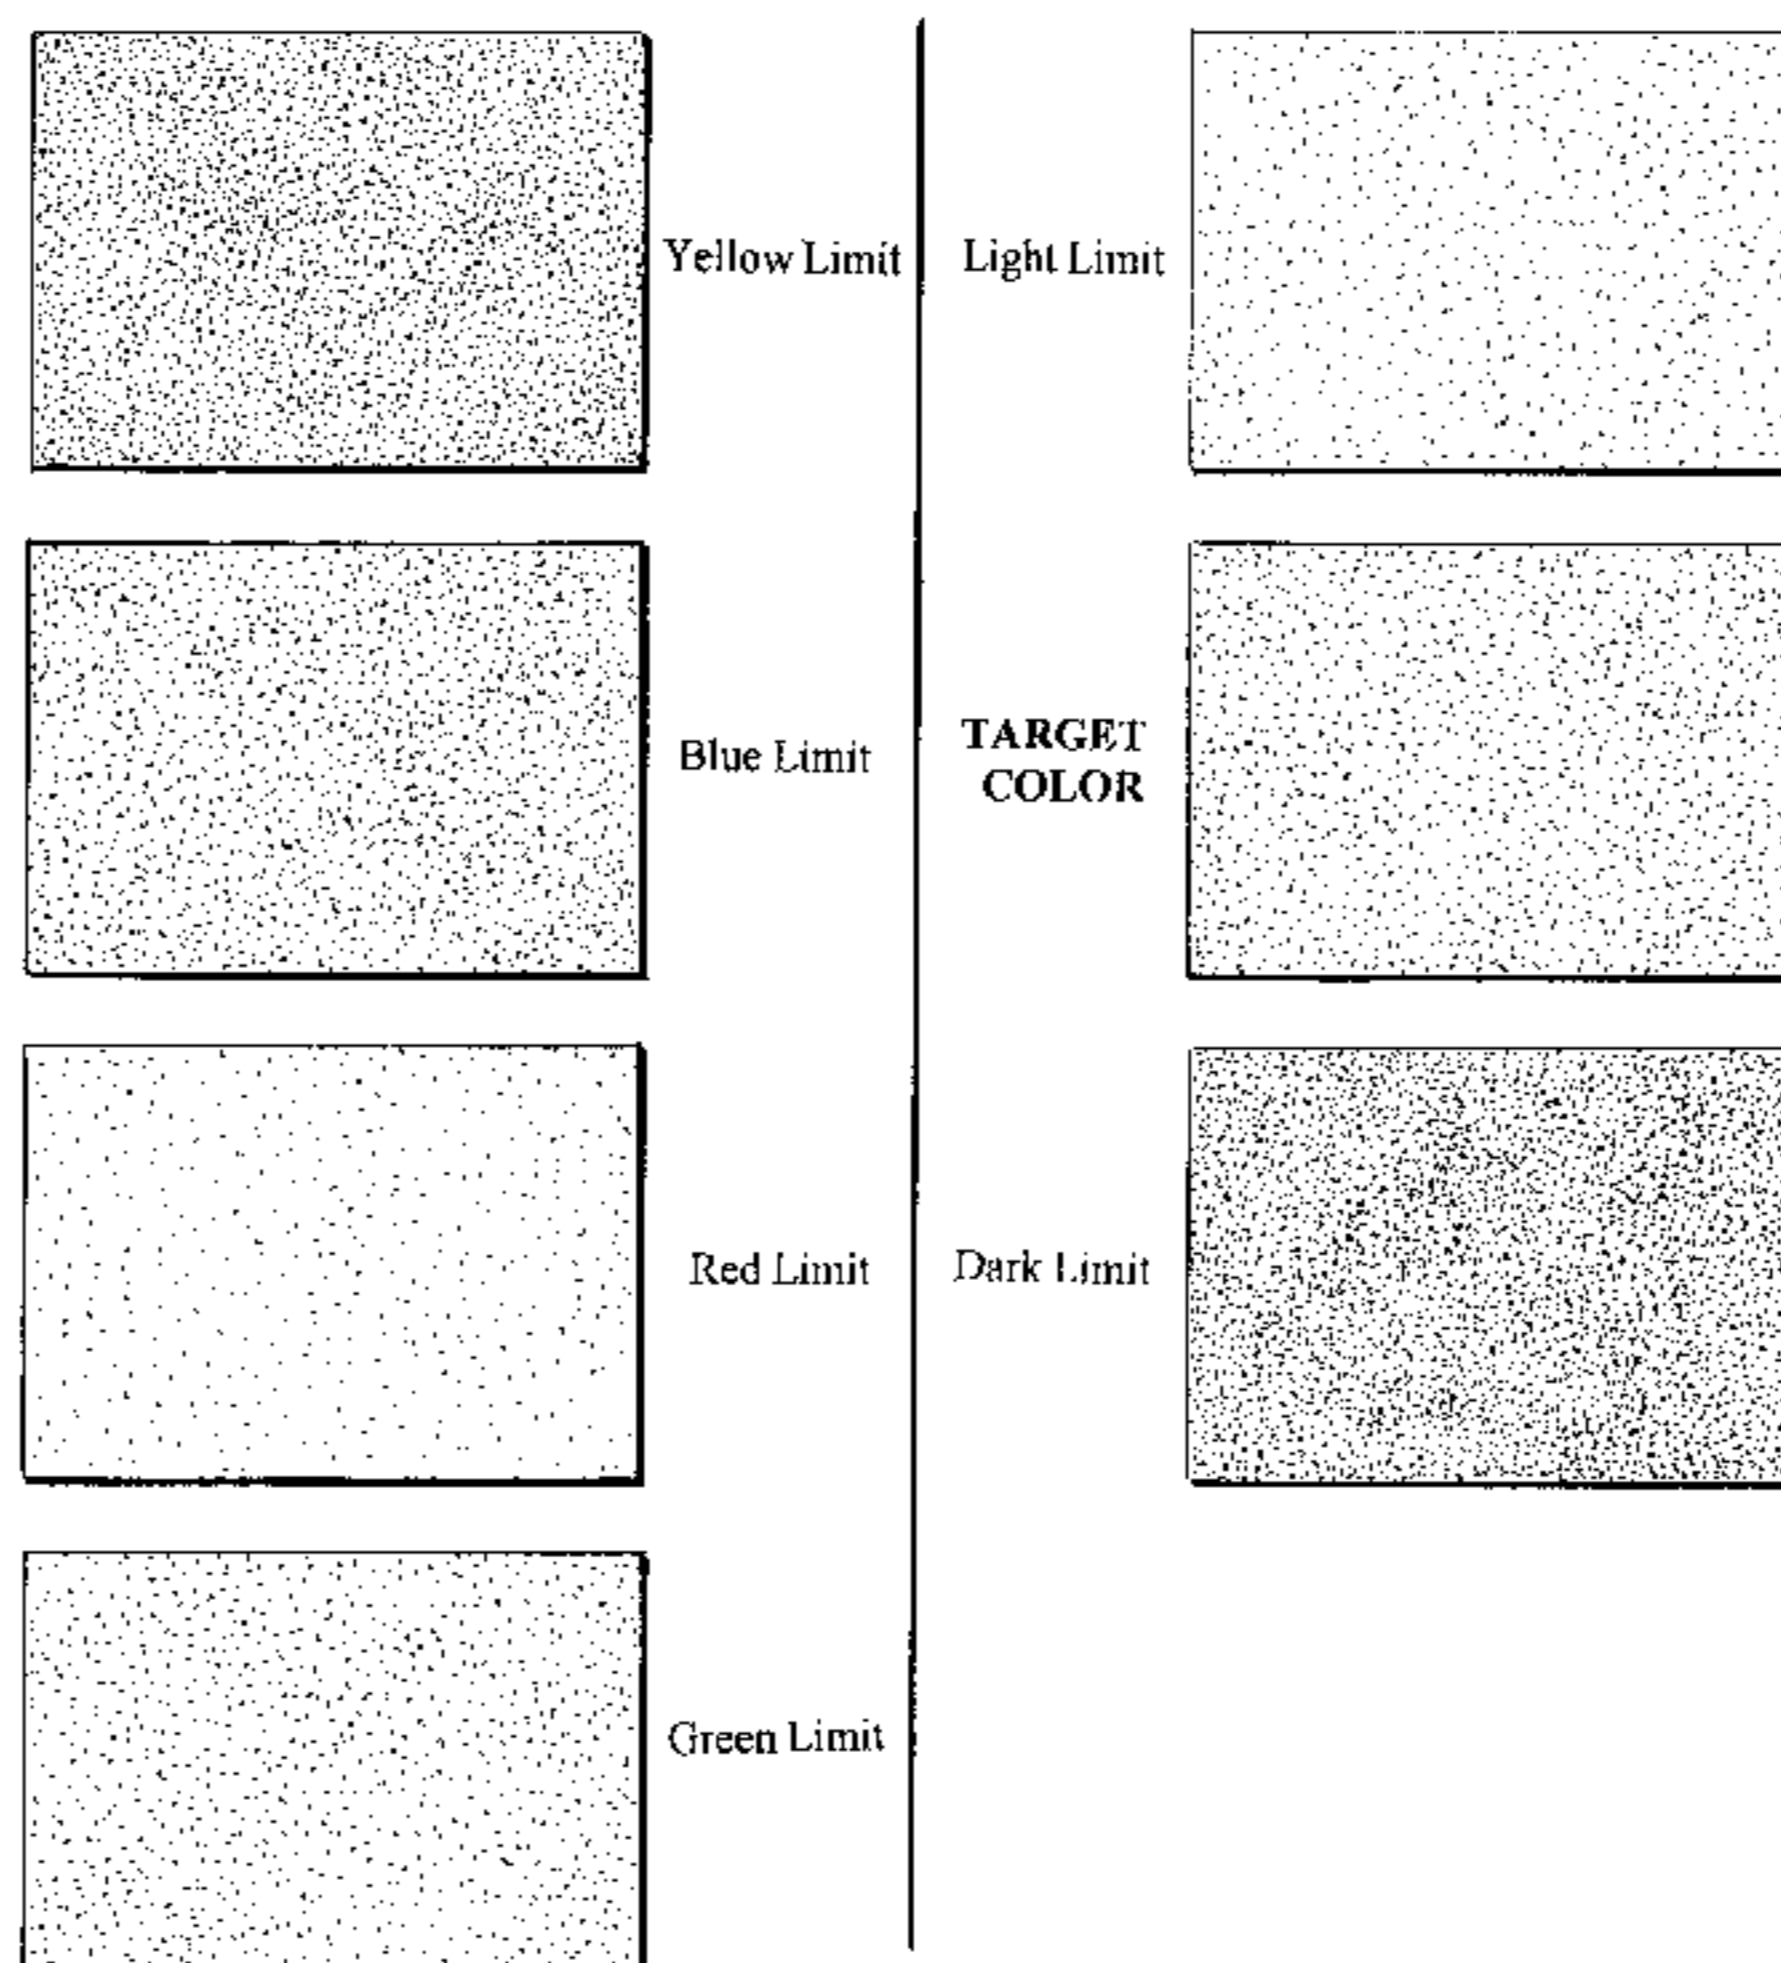 Yellow Limit
Blue Limit
Red Limit
Green Limit
Light Limit
TARGET
COLOR
Dark Limit